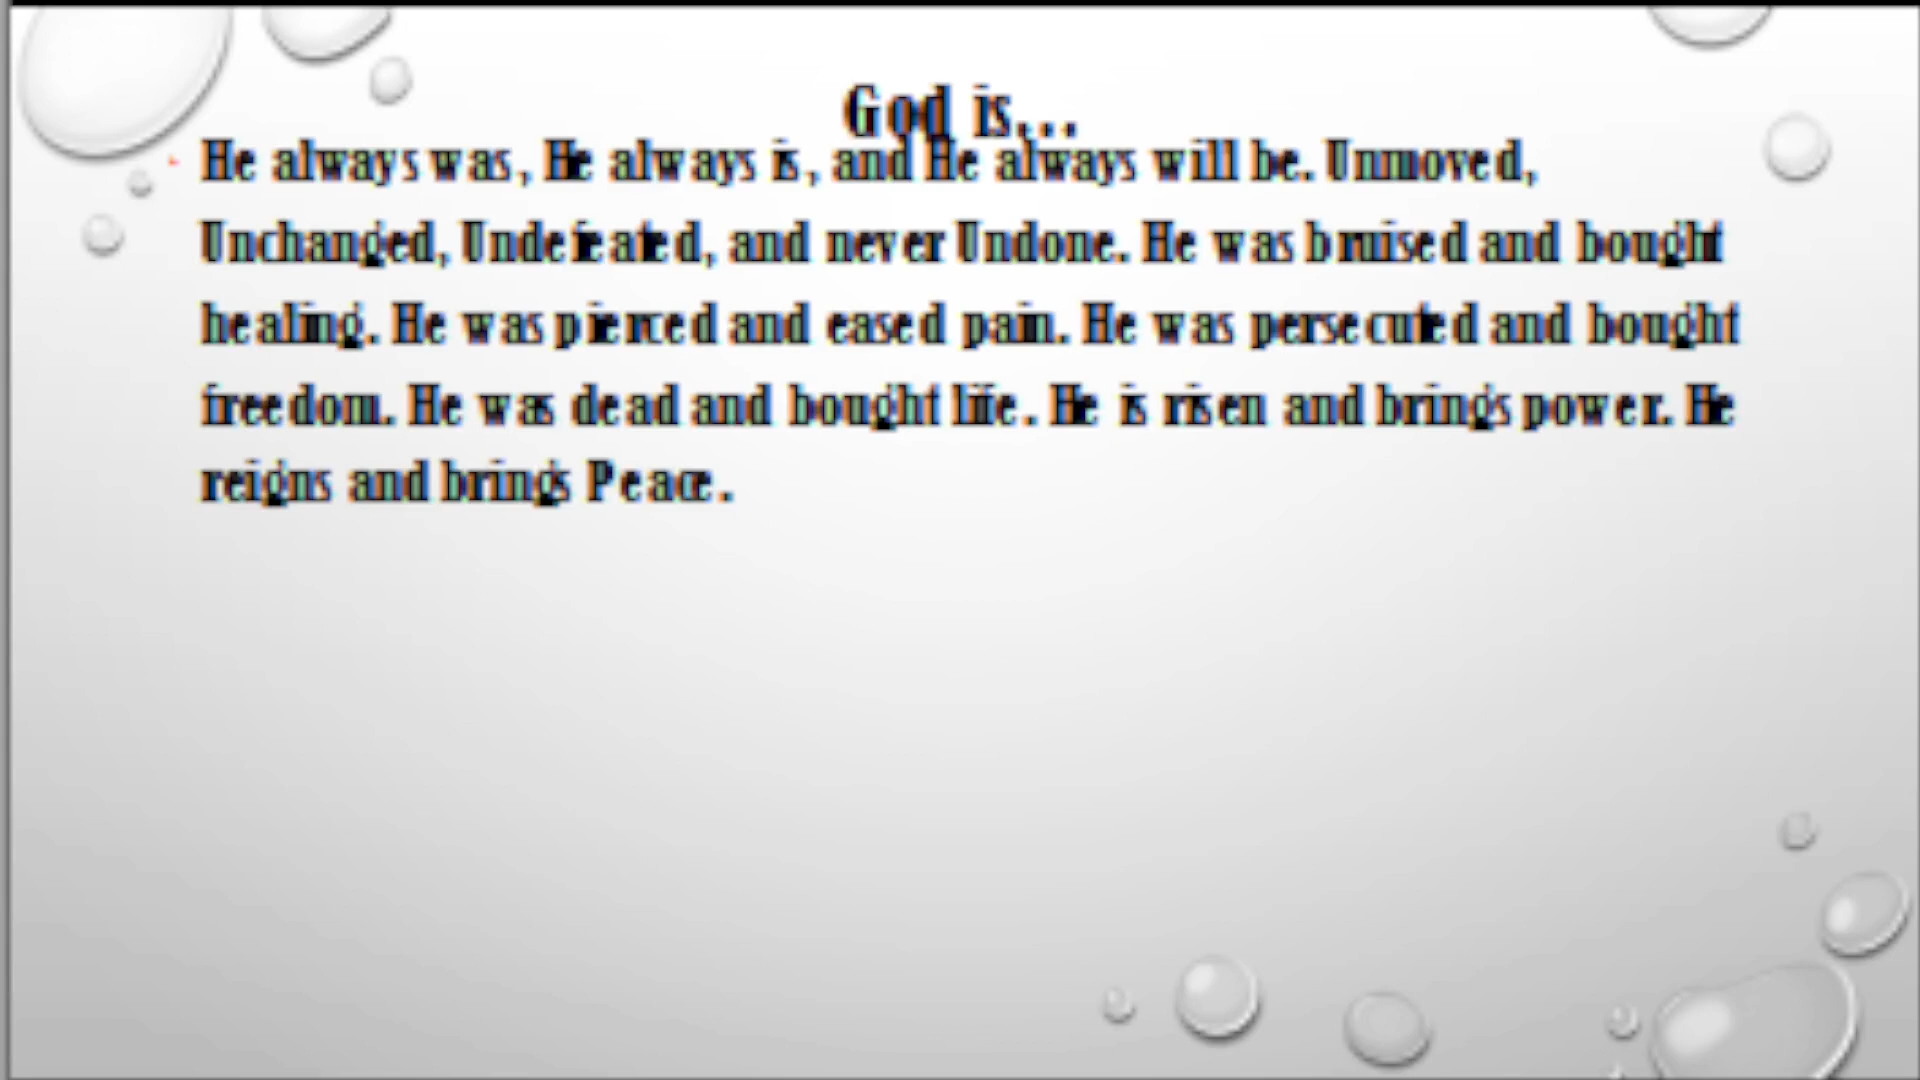 God is...
He always was, He always is, and He always will be. Unmoved,
Unchanged, Undefeated, and never Undone. He was bruised and bought
healing. He was pierced and eased pain. He was persecuted and bought
freedom. He was dead and bought life. He is risen and brings power. He
reigns and brings Peace.